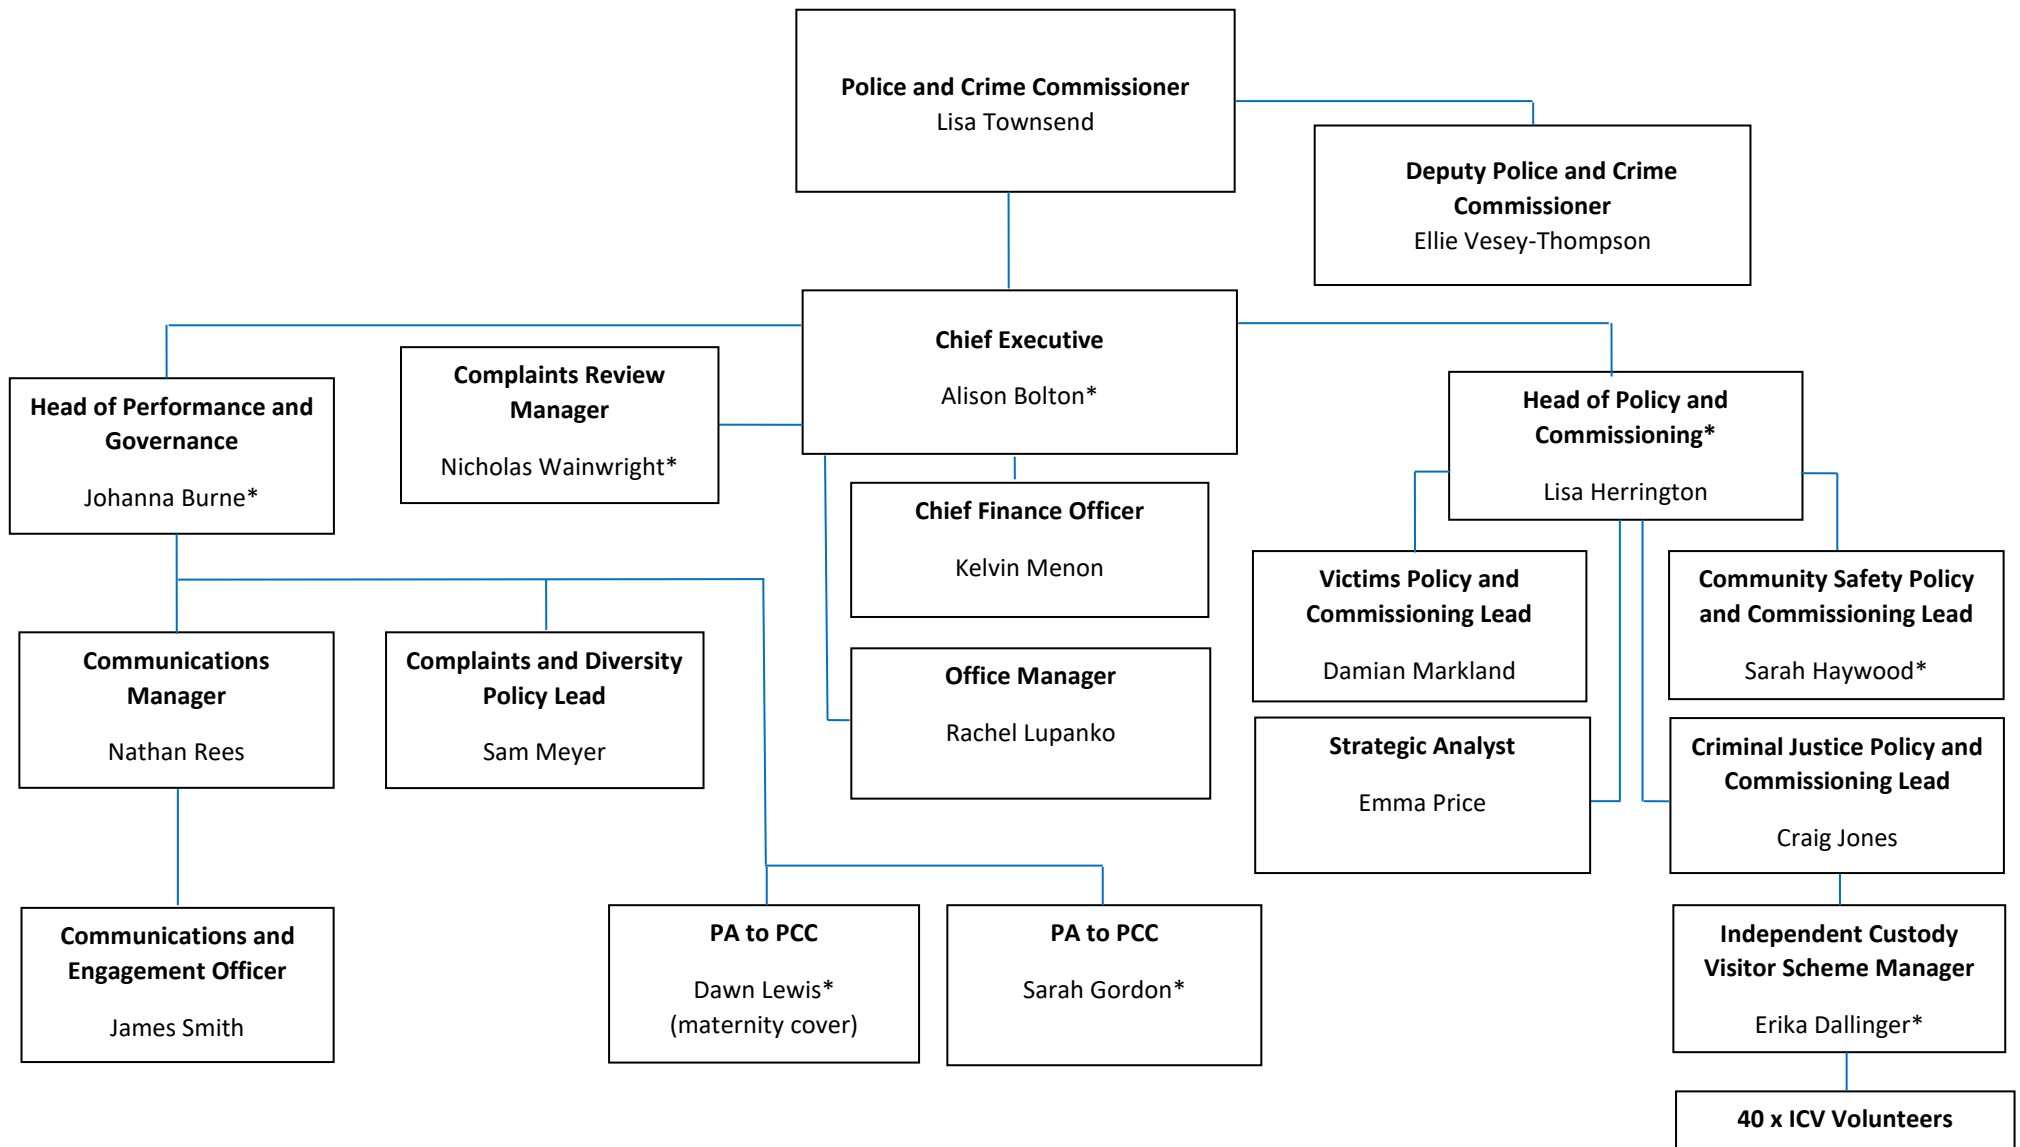 Police and Crime Commissioner
Lisa Townsend
Deputy Police and Crime
Commissioner
Ellie Vesey-Thompson
Chief Executive
Alison Bolton*
Head of Performance and
Governance
Johanna Burne*
Complaints Review
Manager
Nicholas Wainwright*
Head of Policy and
Commissioning*
Lisa Herrington
Chief Finance Officer
Kelvin Menon
Victims Policy and
Commissioning Lead
Damian Markland
Community Safety Policy
and Commissioning Lead
Sarah Haywood*
Communications
Manager
Nathan Rees
Complaints and Diversity
Policy Lead
Sam Meyer
Office Manager
Rachel Lupanko
Strategic Analyst
Emma Price
Criminal Justice Policy and
Commissioning Lead
Craig Jones
Communications and
Engagement Officer
James Smith
PA to PCC
Dawn Lewis*
(maternity cover)
PA to PCC
Sarah Gordon*
Independent Custody
Visitor Scheme Manager
Erika Dallinger*
40 x ICV Volunteers